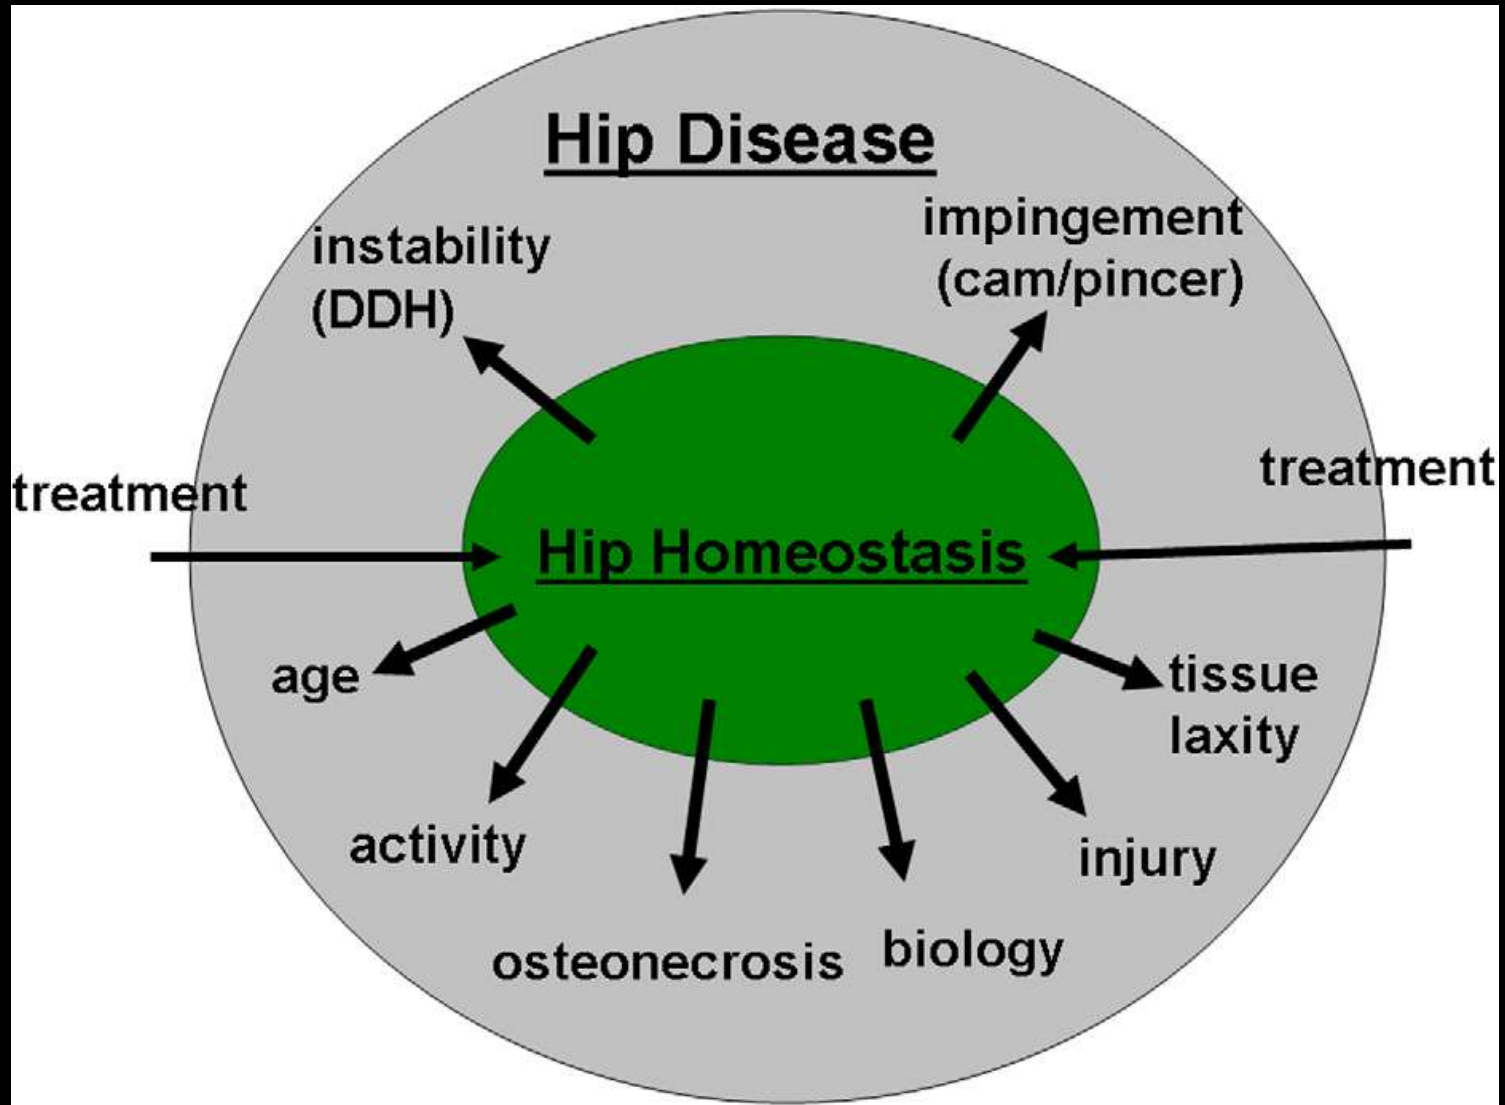 Hip Disease
instability
(DDH)
impingement
(cam/pincer)
treatment
treatment
Hip Homeostasis
age
tissue
laxity
activity
injury
osteonecrosis
biology